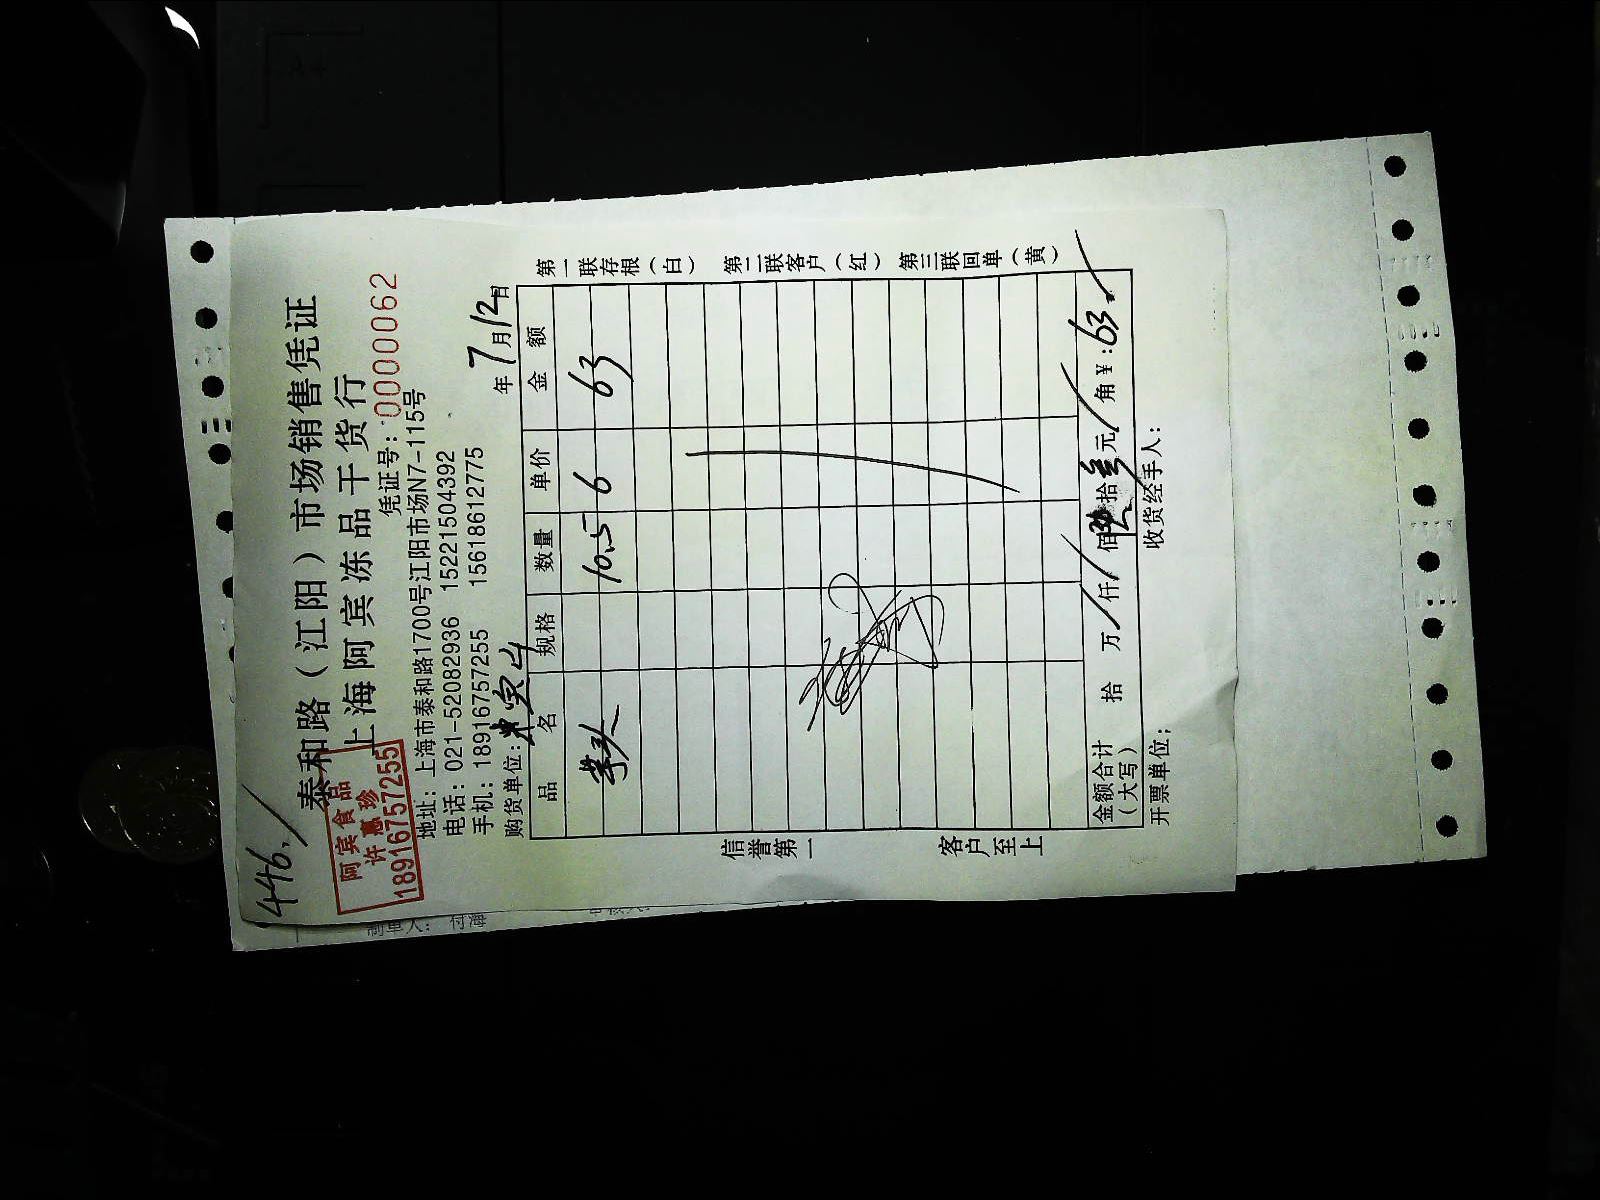 446./
泰和路（江阳）市场销售凭证
上海阿宾冻品干货行
阿宾食品
许惠珍
18916757255
凭证号：0000062
地址：上海市泰和路1700号江阳市场N7-115号
电话：021-52082936 15221504392
手机：18916757255 15618612775
购货单位：
年7月12日
品名 规格 数量 单价 金额
10.5 6 63
信誉第一
客户至上
第一联存根（白） 第二联客户（红） 第三联回单（黄）
金额合计（大写） 拾 万 仟 佰 拾 元 角 ¥：63.
开票单位； 收货经手人：
制单人： 付海